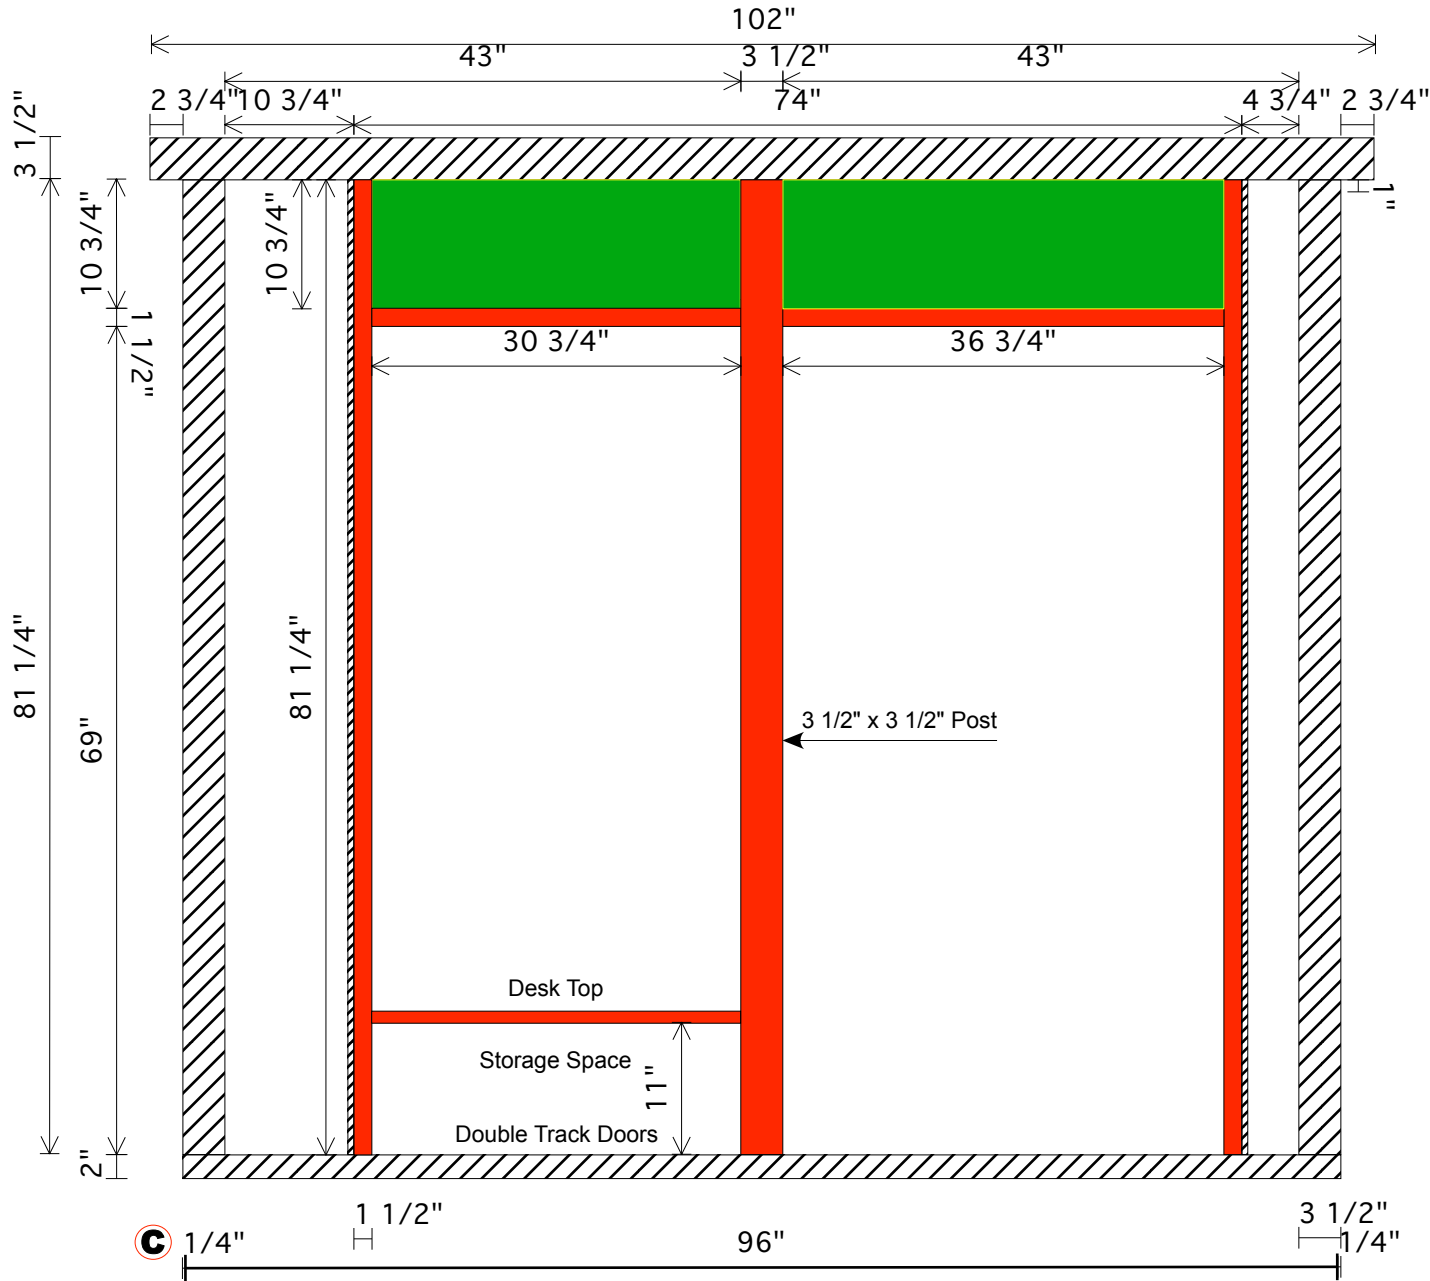 102"
43" 3 1/2" 43"
2 3/4" 10 3/4" 74" 4 3/4" 2 3/4"
3 1/2"
1"
10 3/4"
10 3/4"
1 1/2"
30 3/4" 36 3/4"
81 1/4"
81 1/4"
69"
3 1/2" x 3 1/2" Post
Desk Top
Storage Space
11"
Double Track Doors
2"
1 1/2" 3 1/2"
C 1/4" 96" 1/4"